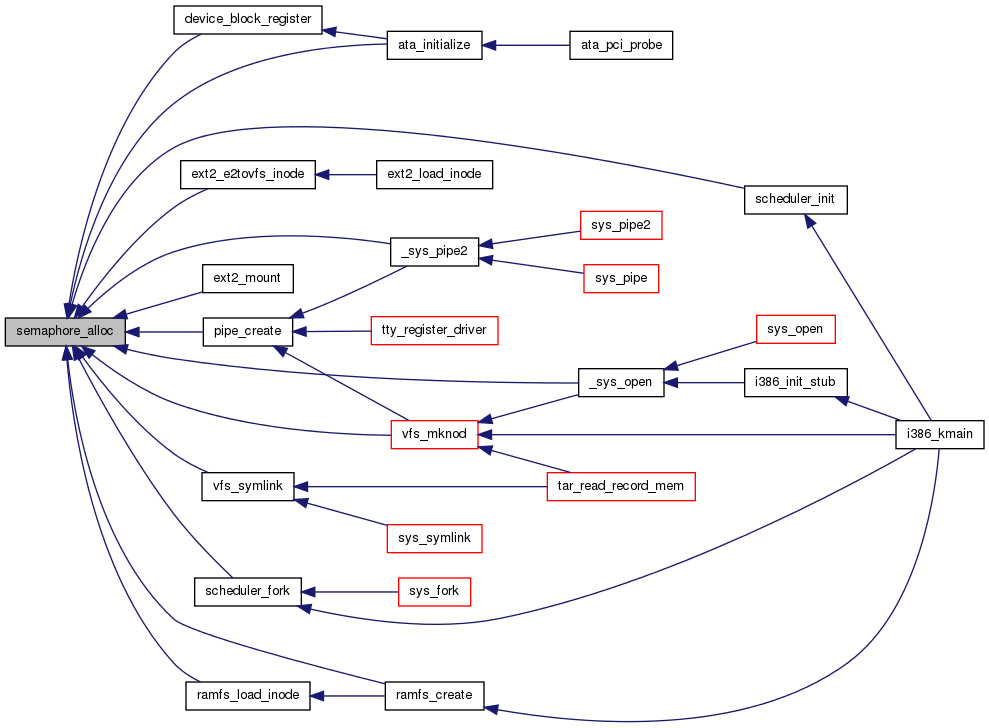 device_block_register
ata_initialize
ata_pci_probe
ext2_e2tovfs_inode
ext2_load_inode
scheduler_init
sys_pipe2
_sys_pipe2
ext2_mount
sys_pipe
semaphore_alloc
pipe_create
tty_register_driver
sys_open
_sys_open
i386_init_stub
vfs_mknod
i386_kmain
vfs_symlink
tar_read_record_mem
sys_symlink
scheduler_fork
sys_fork
ramfs_load_inode
ramfs_create